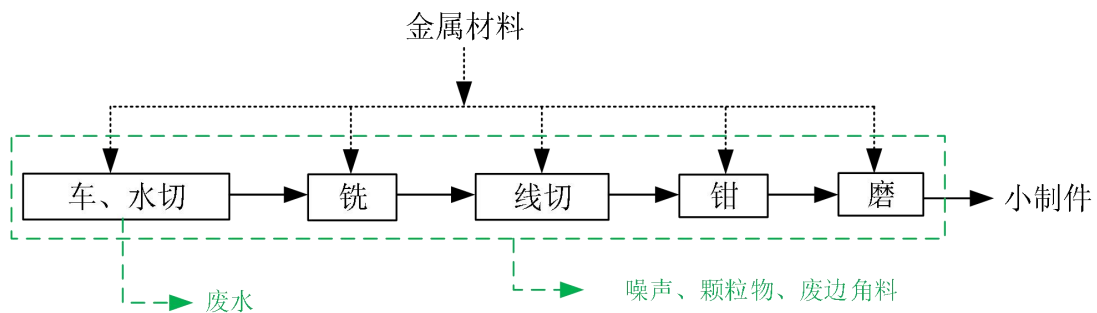 金属材料
车、水切
铣
线切
钳
磨
小制件
废水
噪声、颗粒物、废边角料